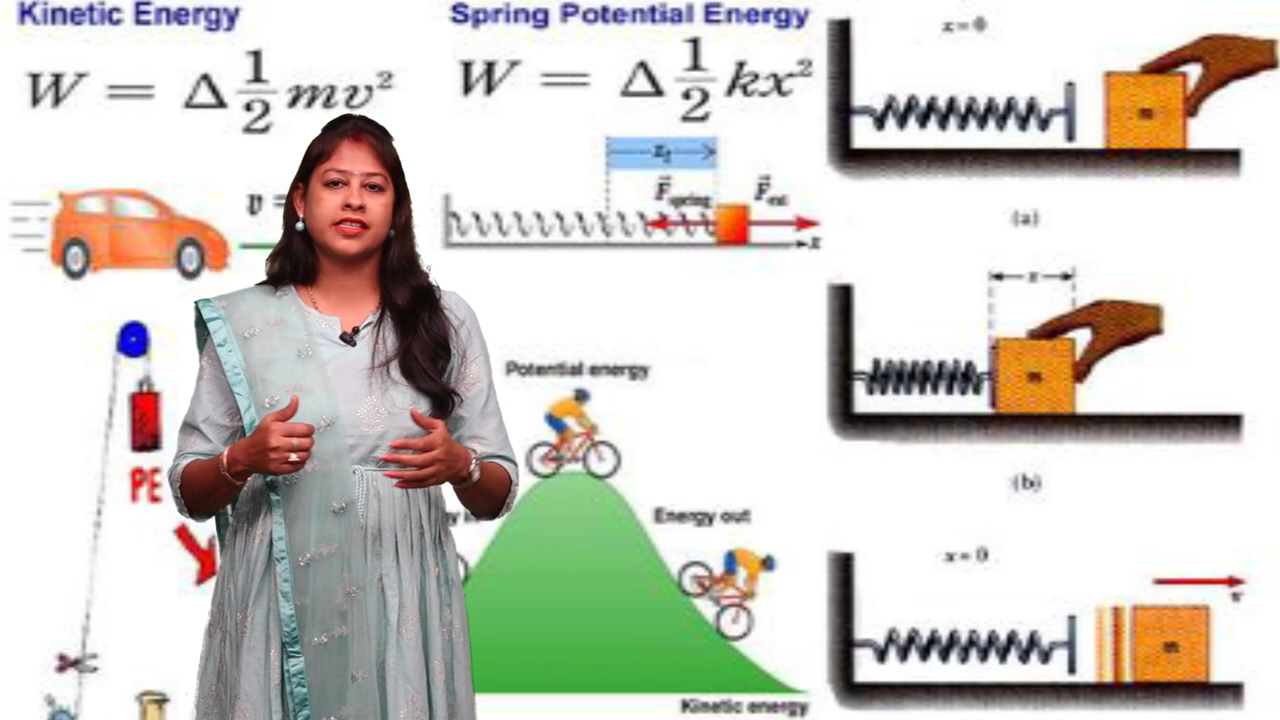 Kinetic Energy
W = Δ 1/2 mv²
Spring Potential Energy
W = Δ 1/2 kx²
x = 0
m
F spring
(a)
x
PE
Potential energy
m
(b)
Energy out
x = 0
v
m
Kinetic energy